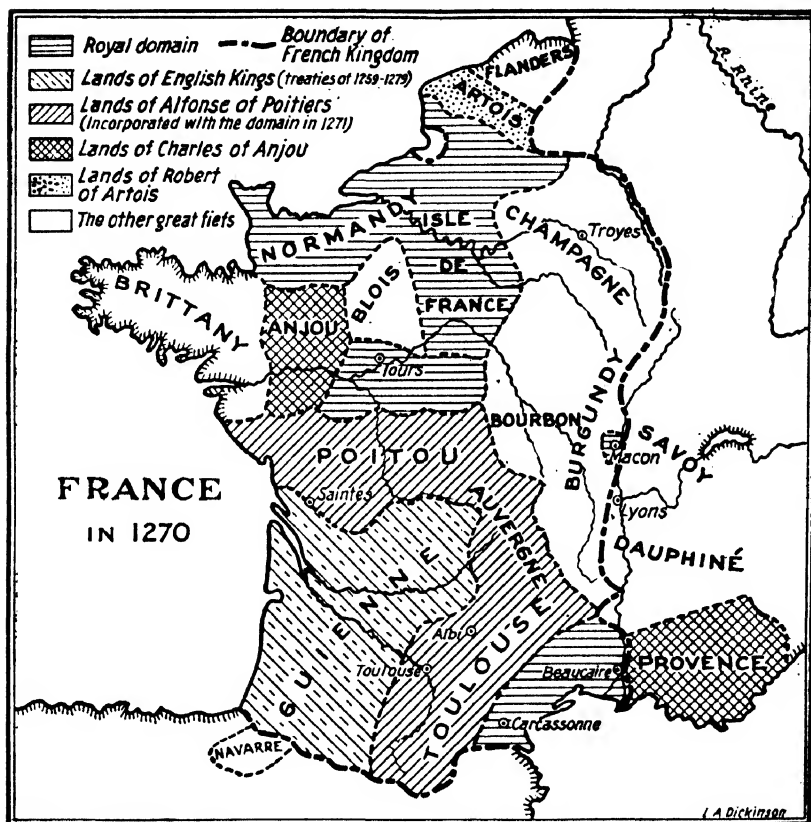 Royal domain
Boundary of
French Kingdom
Lands of English Kings (treaties of 1259-1279)
Lands of Alfonse of Poitiers
(Incorporated with the domain in 1271)
Lands of Charles of Anjou
Lands of Robert
of Artois
The other great fiefs
FLANDERS
ARTOIS
R. Rhine
NORMANDY
ISLE
DE
FRANCE
CHAMPAGNE
Troyes
BRITTANY
ANJOU
BLOIS
Tours
BOURBON
BURGUNDY
SAVOY
Macon
POITOU
FRANCE
IN 1270
Saintes
AUVERGNE
Lyons
DAUPHINÉ
GUIENNE
Albi
Toulouse
TOULOUSE
Beaucaire
PROVENCE
Carcassonne
NAVARRE
L A Dickinson